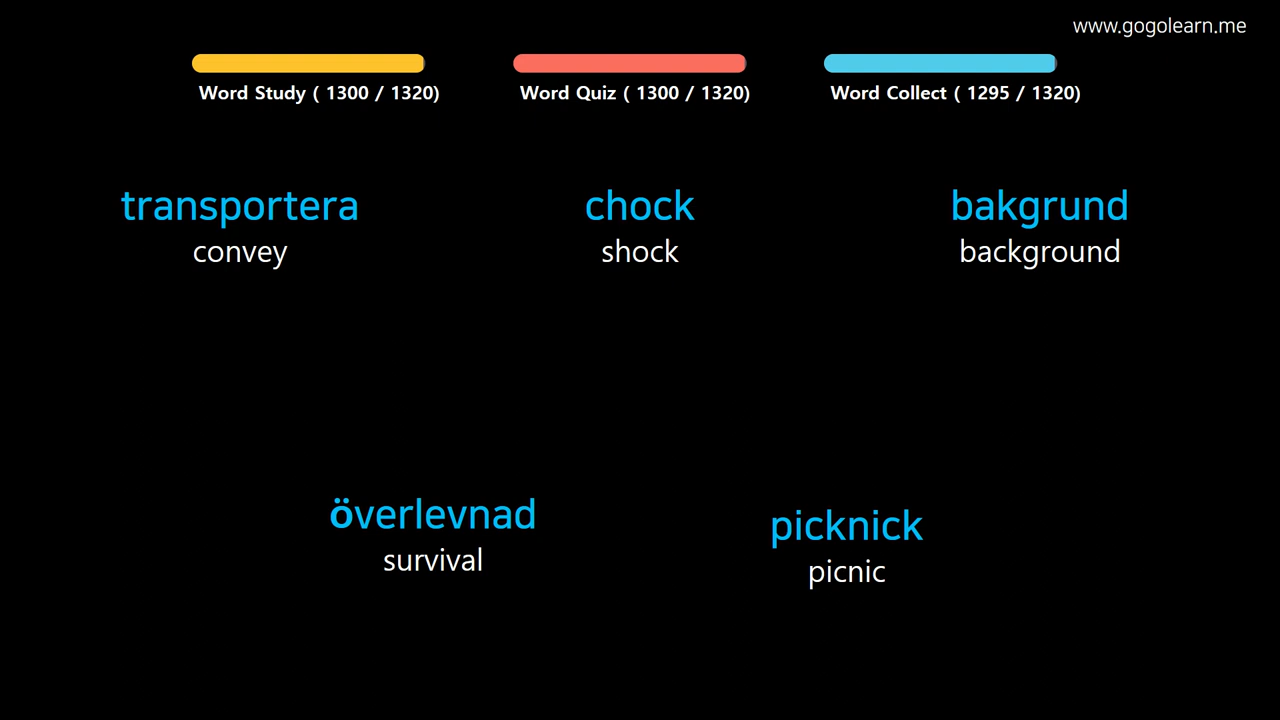 www.gogolearn.me
Word Study ( 1300 / 1320)
Word Quiz ( 1300 / 1320)
Word Collect ( 1295 / 1320)
transportera
convey
chock
shock
bakgrund
background
överlevnad
survival
picknick
picnic